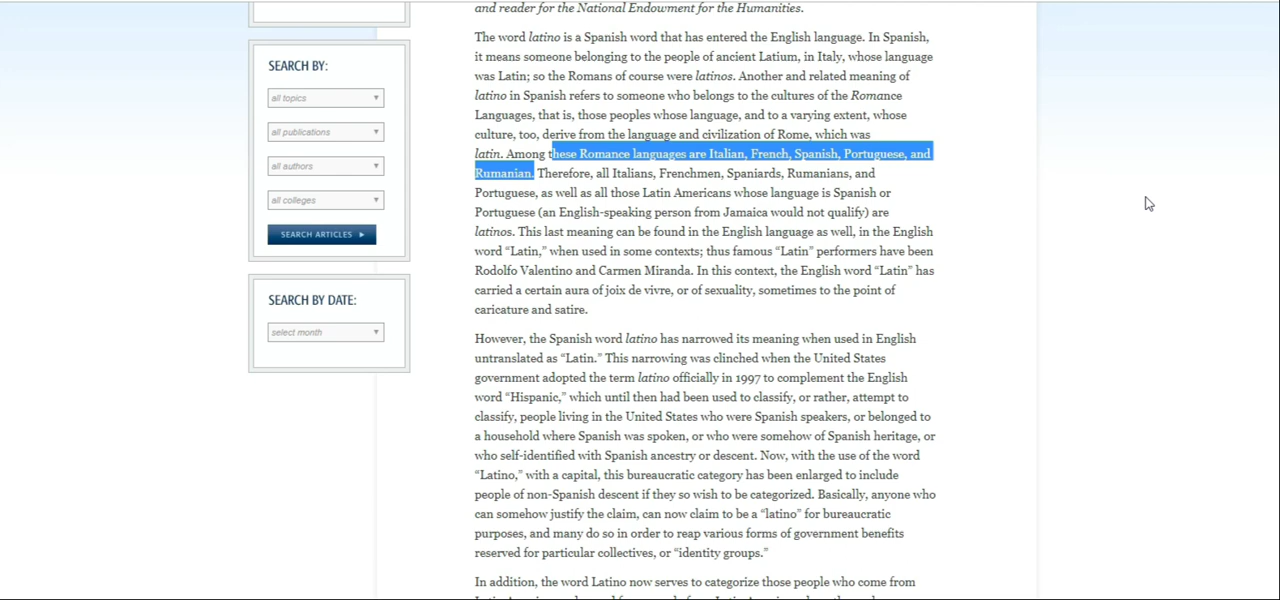 and reader for the National Endowment for the Humanities.
SEARCH BY:
all topics
all publications
all authors
all colleges
SEARCH ARTICLES
SEARCH BY DATE:
select month
The word latino is a Spanish word that has entered the English language. In Spanish,
it means someone belonging to the people of ancient Latium, in Italy, whose language
was Latin; so the Romans of course were latinos. Another and related meaning of
latino in Spanish refers to someone who belongs to the cultures of the Romance
Languages, that is, those peoples whose language, and to a varying extent, whose
culture, too, derive from the language and civilization of Rome, which was
latin. Among these Romance languages are Italian, French, Spanish, Portuguese, and
Rumanian. Therefore, all Italians, Frenchmen, Spaniards, Rumanians, and
Portuguese, as well as all those Latin Americans whose language is Spanish or
Portuguese (an English-speaking person from Jamaica would not qualify) are
latinos. This last meaning can be found in the English language as well, in the English
word “Latin,” when used in some contexts; thus famous “Latin” performers have been
Rodolfo Valentino and Carmen Miranda. In this context, the English word “Latin” has
carried a certain aura of joix de vivre, or of sexuality, sometimes to the point of
caricature and satire.
However, the Spanish word latino has narrowed its meaning when used in English
untranslated as “Latin.” This narrowing was clinched when the United States
government adopted the term latino officially in 1997 to complement the English
word “Hispanic,” which until then had been used to classify, or rather, attempt to
classify, people living in the United States who were Spanish speakers, or belonged to
a household where Spanish was spoken, or who were somehow of Spanish heritage, or
who self-identified with Spanish ancestry or descent. Now, with the use of the word
“Latino,” with a capital, this bureaucratic category has been enlarged to include
people of non-Spanish descent if they so wish to be categorized. Basically, anyone who
can somehow justify the claim, can now claim to be a “latino” for bureaucratic
purposes, and many do so in order to reap various forms of government benefits
reserved for particular collectives, or “identity groups.”
In addition, the word Latino now serves to categorize those people who come from